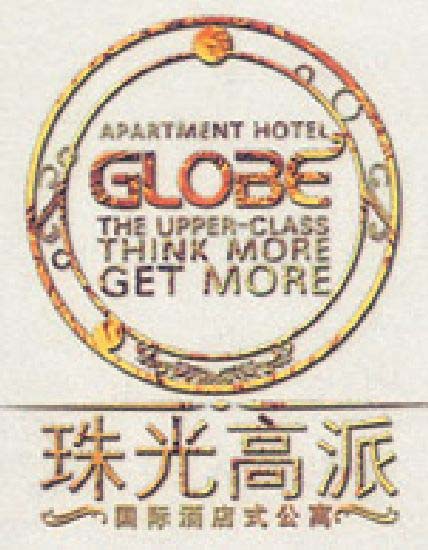 APARTMENT HOTEL
GLOBE
THE UPPER-CLASS
THINK MORE
GET MORE
珠光高派
国际酒店式公寓